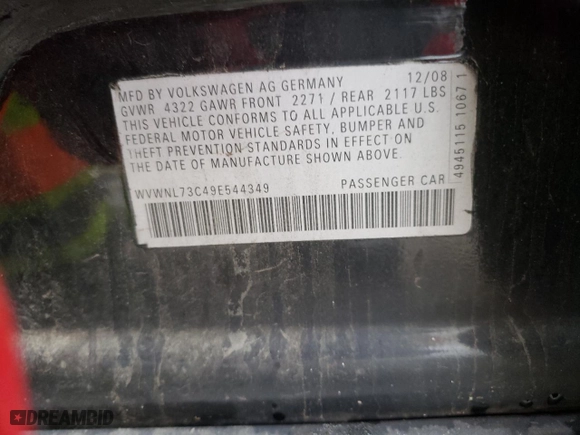 MFD BY VOLKSWAGEN AG GERMANY 12/08
GVWR 4322 GAWR FRONT 2271 / REAR 2117 LBS
THIS VEHICLE CONFORMS TO ALL APPLICABLE U.S.
FEDERAL MOTOR VEHICLE SAFETY, BUMPER AND
THEFT PREVENTION STANDARDS IN EFFECT ON
THE DATE OF MANUFACTURE SHOWN ABOVE.
WVWNL73C49E544349 PASSENGER CAR
4945115 10671
DREAMBID